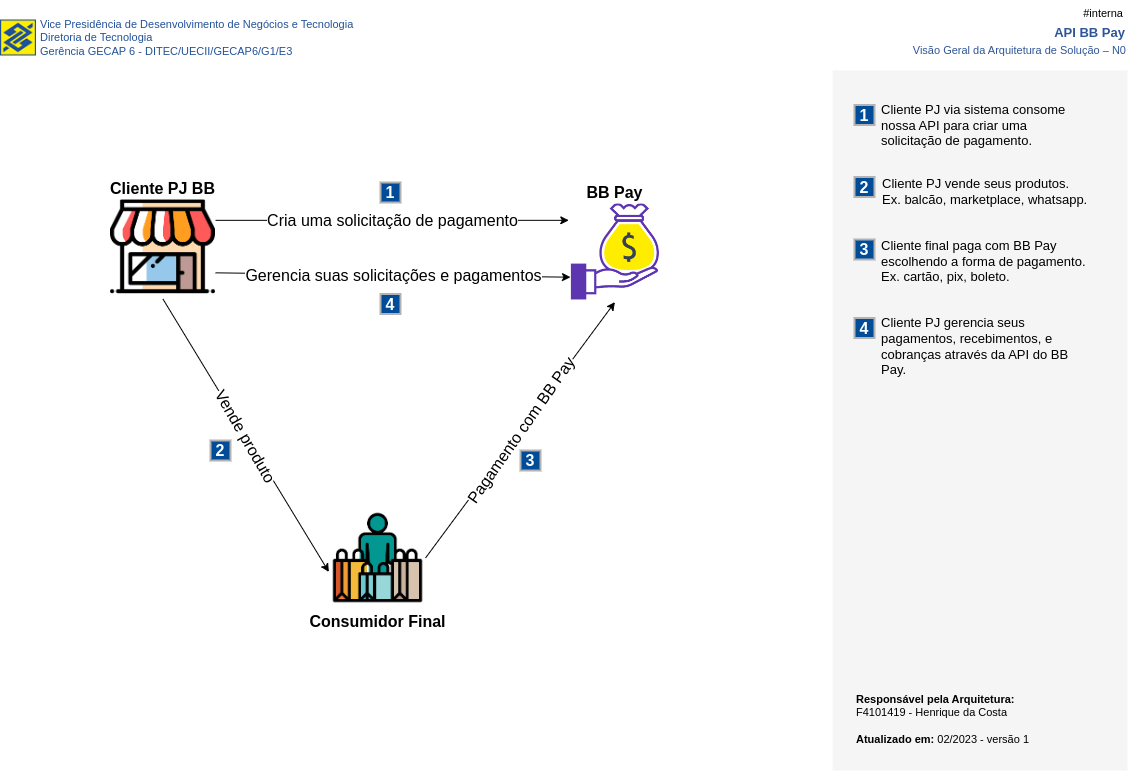 Vice Presidência de Desenvolvimento de Negócios e Tecnologia
Diretoria de Tecnologia
Gerência GECAP 6 - DITEC/UECII/GECAP6/G1/E3
#interna
API BB Pay
Visão Geral da Arquitetura de Solução – N0
Cliente PJ BB
1
BB Pay
Cria uma solicitação de pagamento
Gerencia suas solicitações e pagamentos
4
$
Vende produto
2
Pagamento com BB Pay
3
Consumidor Final
1 Cliente PJ via sistema consome
nossa API para criar uma
solicitação de pagamento.
2 Cliente PJ vende seus produtos.
Ex. balcão, marketplace, whatsapp.
3 Cliente final paga com BB Pay
escolhendo a forma de pagamento.
Ex. cartão, pix, boleto.
4 Cliente PJ gerencia seus
pagamentos, recebimentos, e
cobranças através da API do BB
Pay.
Responsável pela Arquitetura:
F4101419 - Henrique da Costa
Atualizado em: 02/2023 - versão 1